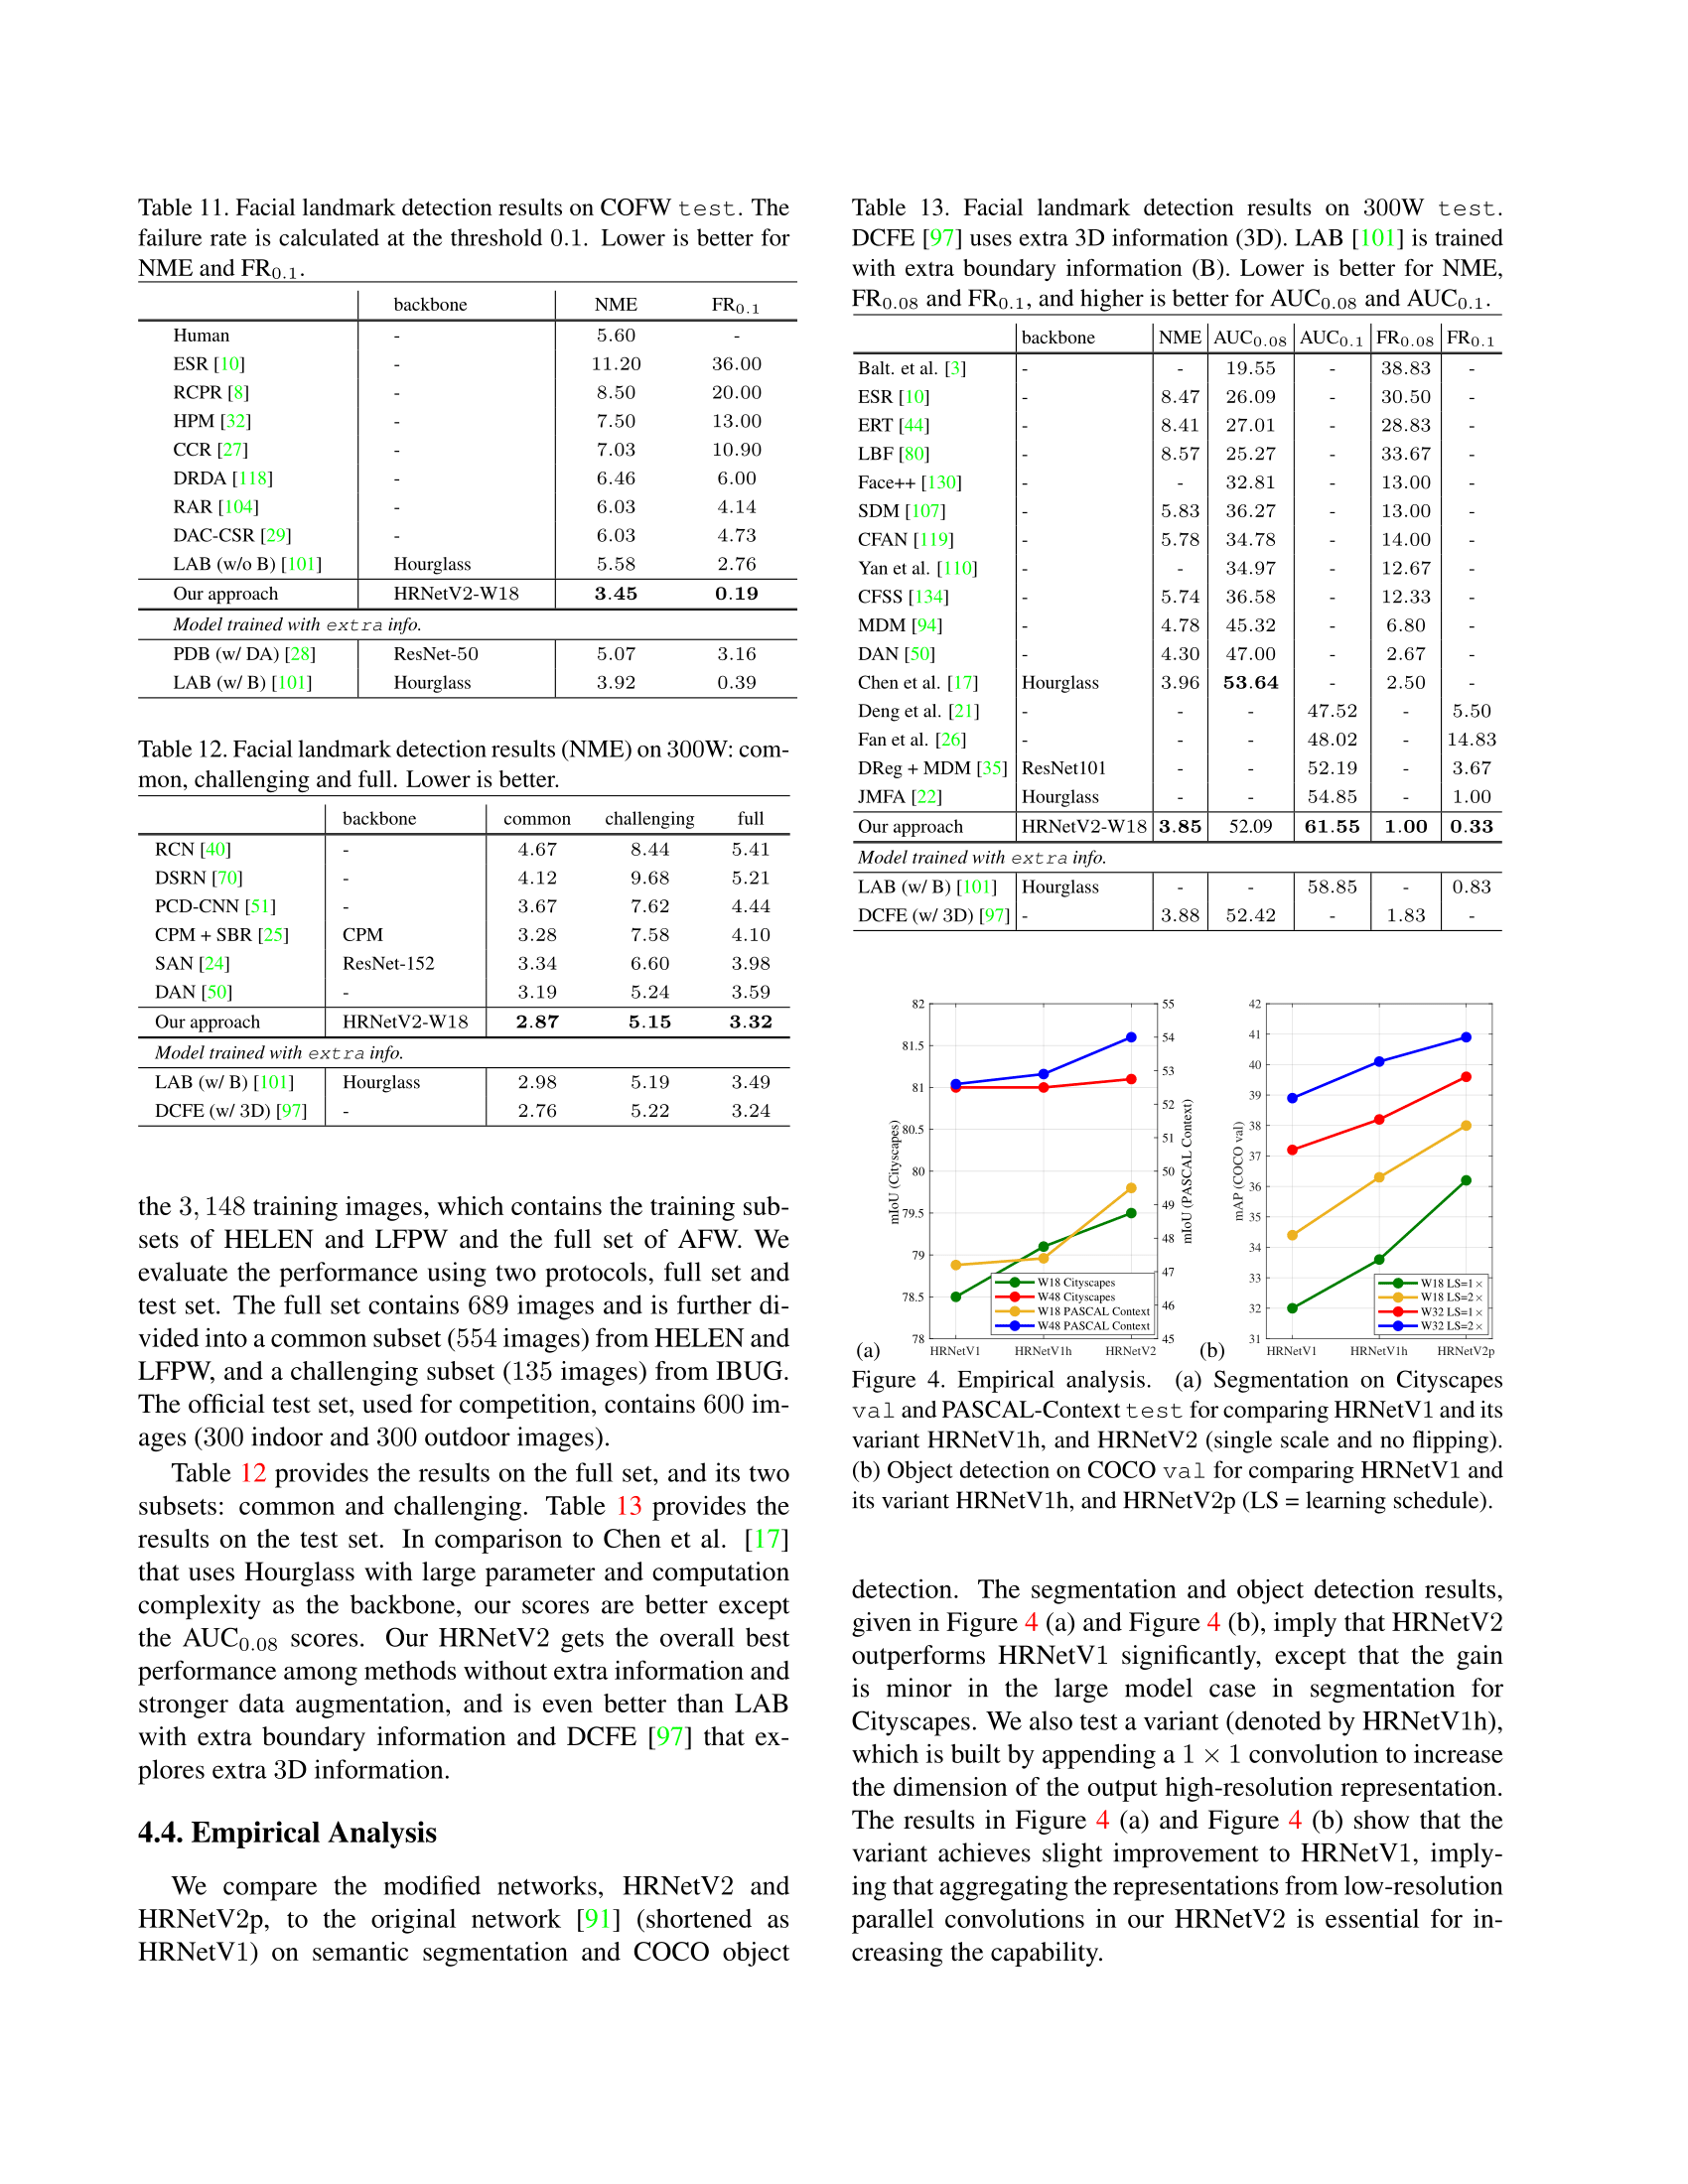 Table 11. Facial landmark detection results on COFW test. The
failure rate is calculated at the threshold 0.1. Lower is better for
NME and FR0.1.
backbone NME FR0.1
Human - 5.60 -
ESR [10] - 11.20 36.00
RCPR [8] - 8.50 20.00
HPM [32] - 7.50 13.00
CCR [27] - 7.03 10.90
DRDA [118] - 6.46 6.00
RAR [104] - 6.03 4.14
DAC-CSR [29] - 6.03 4.73
LAB (w/o B) [101] Hourglass 5.58 2.76
Our approach HRNetV2-W18 3.45 0.19
Model trained with extra info.
PDB (w/ DA) [28] ResNet-50 5.07 3.16
LAB (w/ B) [101] Hourglass 3.92 0.39
Table 12. Facial landmark detection results (NME) on 300W: com-
mon, challenging and full. Lower is better.
backbone common challenging full
RCN [40] - 4.67 8.44 5.41
DSRN [70] - 4.12 9.68 5.21
PCD-CNN [51] - 3.67 7.62 4.44
CPM + SBR [25] CPM 3.28 7.58 4.10
SAN [24] ResNet-152 3.34 6.60 3.98
DAN [50] - 3.19 5.24 3.59
Our approach HRNetV2-W18 2.87 5.15 3.32
Model trained with extra info.
LAB (w/ B) [101] Hourglass 2.98 5.19 3.49
DCFE (w/ 3D) [97] - 2.76 5.22 3.24
the 3, 148 training images, which contains the training sub-
sets of HELEN and LFPW and the full set of AFW. We
evaluate the performance using two protocols, full set and
test set. The full set contains 689 images and is further di-
vided into a common subset (554 images) from HELEN and
LFPW, and a challenging subset (135 images) from IBUG.
The official test set, used for competition, contains 600 im-
ages (300 indoor and 300 outdoor images).
Table 12 provides the results on the full set, and its two
subsets: common and challenging. Table 13 provides the
results on the test set. In comparison to Chen et al. [17]
that uses Hourglass with large parameter and computation
complexity as the backbone, our scores are better except
the AUC0.08 scores. Our HRNetV2 gets the overall best
performance among methods without extra information and
stronger data augmentation, and is even better than LAB
with extra boundary information and DCFE [97] that ex-
plores extra 3D information.
4.4. Empirical Analysis
We compare the modified networks, HRNetV2 and
HRNetV2p, to the original network [91] (shortened as
HRNetV1) on semantic segmentation and COCO object
Table 13. Facial landmark detection results on 300W test.
DCFE [97] uses extra 3D information (3D). LAB [101] is trained
with extra boundary information (B). Lower is better for NME,
FR0.08 and FR0.1, and higher is better for AUC0.08 and AUC0.1.
backbone NME AUC0.08 AUC0.1 FR0.08 FR0.1
Balt. et al. [3] - - 19.55 - 38.83 -
ESR [10] - 8.47 26.09 - 30.50 -
ERT [44] - 8.41 27.01 - 28.83 -
LBF [80] - 8.57 25.27 - 33.67 -
Face++ [130] - - 32.81 - 13.00 -
SDM [107] - 5.83 36.27 - 13.00 -
CFAN [119] - 5.78 34.78 - 14.00 -
Yan et al. [110] - - 34.97 - 12.67 -
CFSS [134] - 5.74 36.58 - 12.33 -
MDM [94] - 4.78 45.32 - 6.80 -
DAN [50] - 4.30 47.00 - 2.67 -
Chen et al. [17] Hourglass 3.96 53.64 - 2.50 -
Deng et al. [21] - - - 47.52 - 5.50
Fan et al. [26] - - - 48.02 - 14.83
DReg + MDM [35] ResNet101 - - 52.19 - 3.67
JMFA [22] Hourglass - - 54.85 - 1.00
Our approach HRNetV2-W18 3.85 52.09 61.55 1.00 0.33
Model trained with extra info.
LAB (w/ B) [101] Hourglass - - 58.85 - 0.83
DCFE (w/ 3D) [97] - 3.88 52.42 - 1.83 -
82
81.5
81
80.5
80
79.5
79
78.5
78
mIoU (Cityscapes)
55
54
53
52
51
50
49
48
47
46
45
mIoU (PASCAL Context)
W18 Cityscapes
W48 Cityscapes
W18 PASCAL Context
W48 PASCAL Context
(a) HRNetV1 HRNetV1h HRNetV2
42
41
40
39
38
37
36
35
34
33
32
31
mAP (COCO val)
W18 LS=1×
W18 LS=2×
W32 LS=1×
W32 LS=2×
(b) HRNetV1 HRNetV1h HRNetV2p
Figure 4. Empirical analysis. (a) Segmentation on Cityscapes
val and PASCAL-Context test for comparing HRNetV1 and its
variant HRNetV1h, and HRNetV2 (single scale and no flipping).
(b) Object detection on COCO val for comparing HRNetV1 and
its variant HRNetV1h, and HRNetV2p (LS = learning schedule).
detection. The segmentation and object detection results,
given in Figure 4 (a) and Figure 4 (b), imply that HRNetV2
outperforms HRNetV1 significantly, except that the gain
is minor in the large model case in segmentation for
Cityscapes. We also test a variant (denoted by HRNetV1h),
which is built by appending a 1 × 1 convolution to increase
the dimension of the output high-resolution representation.
The results in Figure 4 (a) and Figure 4 (b) show that the
variant achieves slight improvement to HRNetV1, imply-
ing that aggregating the representations from low-resolution
parallel convolutions in our HRNetV2 is essential for in-
creasing the capability.